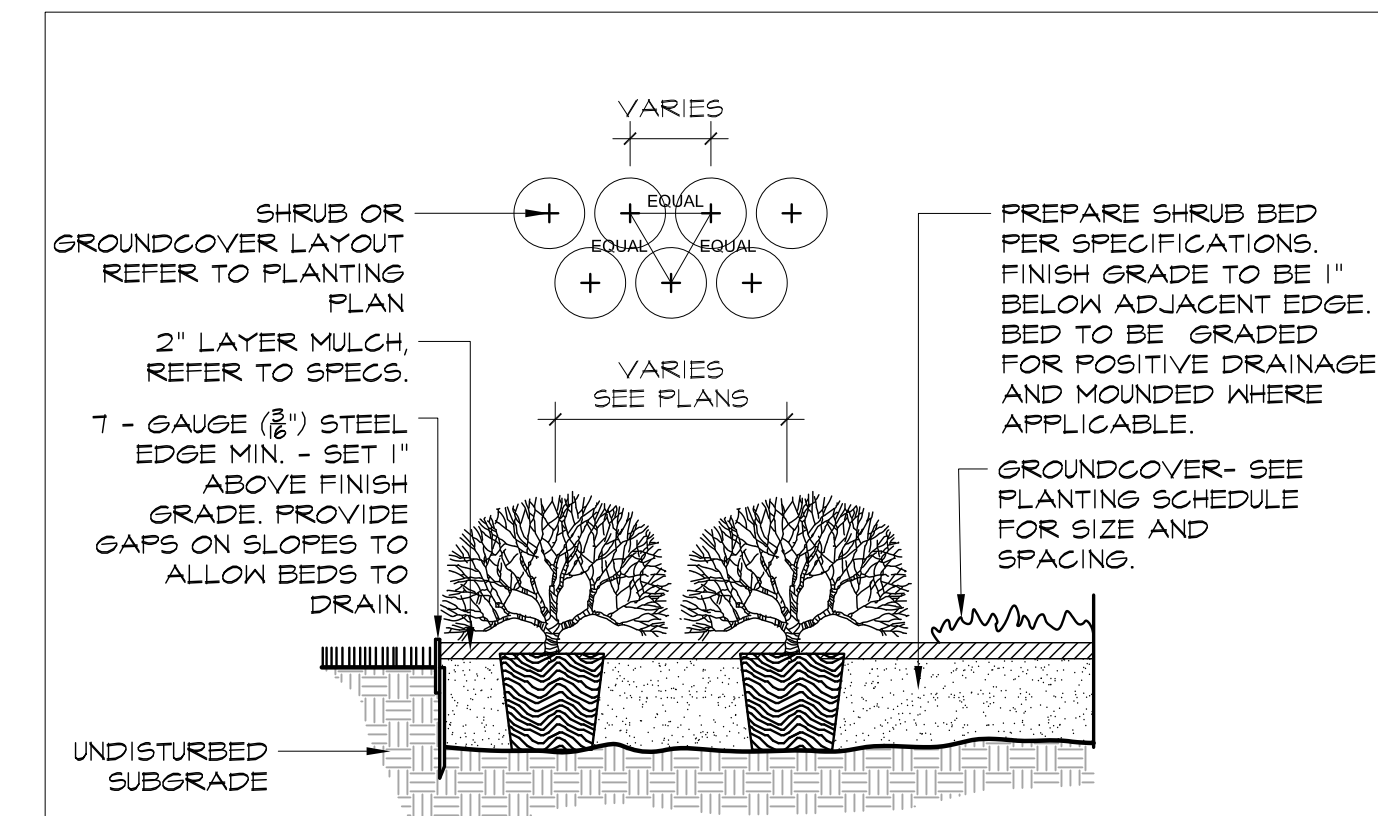 VARIES
EQUAL
EQUAL
EQUAL
SHRUB OR
GROUNDCOVER LAYOUT
REFER TO PLANTING
PLAN
2" LAYER MULCH,
REFER TO SPECS.
7 - GAUGE (3/16") STEEL
EDGE MIN. - SET 1"
ABOVE FINISH
GRADE. PROVIDE
GAPS ON SLOPES TO
ALLOW BEDS TO
DRAIN.
UNDISTURBED
SUBGRADE
VARIES
SEE PLANS
PREPARE SHRUB BED
PER SPECIFICATIONS.
FINISH GRADE TO BE 1"
BELOW ADJACENT EDGE.
BED TO BE GRADED
FOR POSITIVE DRAINAGE
AND MOUNDED WHERE
APPLICABLE.
GROUNDCOVER- SEE
PLANTING SCHEDULE
FOR SIZE AND
SPACING.